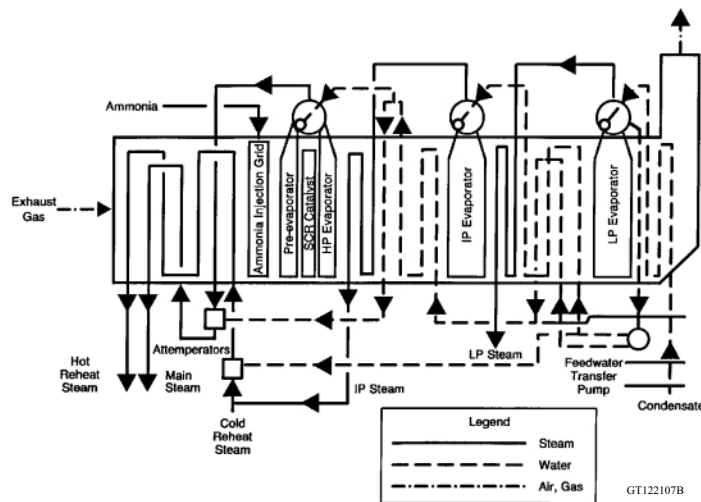 Ammonia
Exhaust
Gas
Ammonia Injection Grid
Pre-evaporator
SCR Catalyst
HP Evaporator
IP Evaporator
LP Evaporator
Attemperators
Hot
Reheat
Steam
Main
Steam
IP Steam
Cold
Reheat
Steam
LP Steam
Feedwater
Transfer
Pump
Condensate
Legend
Steam
Water
Air, Gas
GT122107B